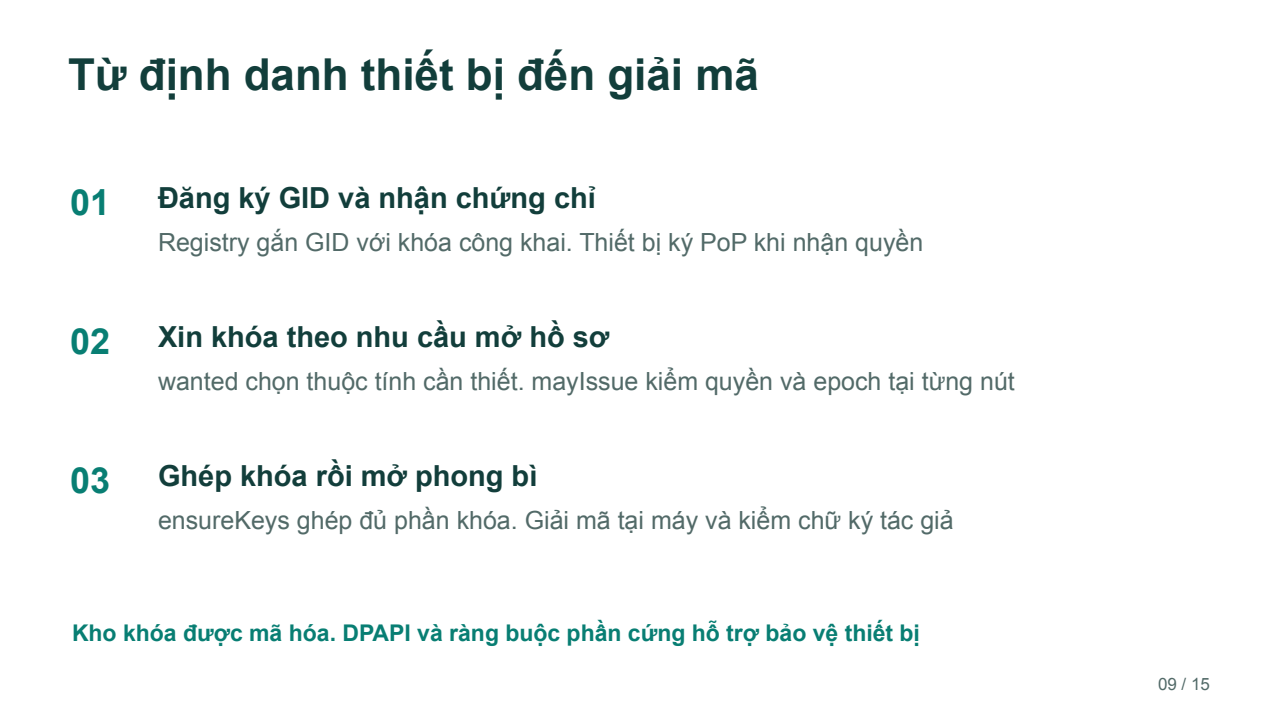 Từ định danh thiết bị đến giải mã
01
Đăng ký GID và nhận chứng chỉ
Registry gắn GID với khóa công khai. Thiết bị ký PoP khi nhận quyền
02
Xin khóa theo nhu cầu mở hồ sơ
wanted chọn thuộc tính cần thiết. mayIssue kiểm quyền và epoch tại từng nút
03
Ghép khóa rồi mở phong bì
ensureKeys ghép đủ phần khóa. Giải mã tại máy và kiểm chữ ký tác giả
Kho khóa được mã hóa. DPAPI và ràng buộc phần cứng hỗ trợ bảo vệ thiết bị
09 / 15